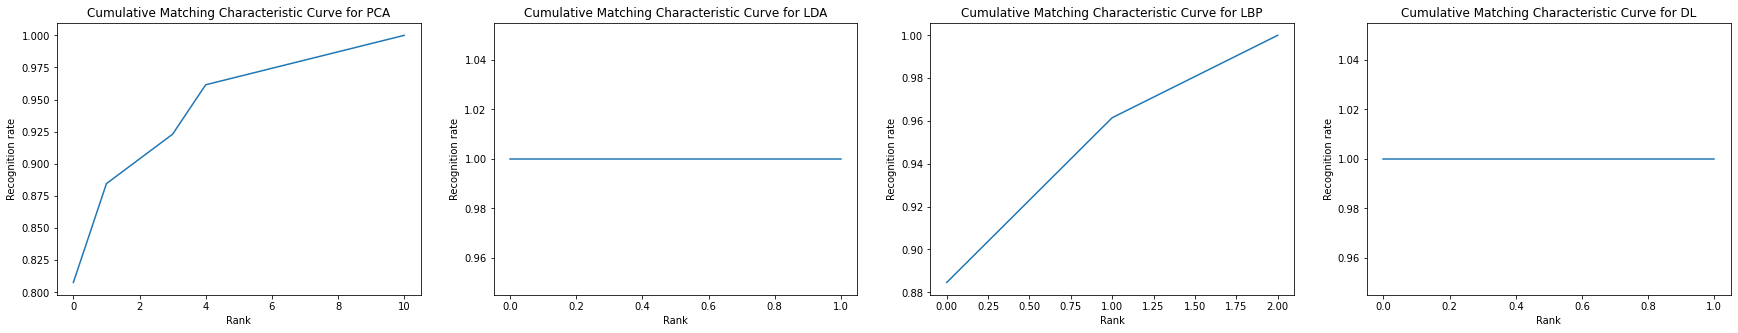 Cumulative Matching Characteristic Curve for PCA
1.000
0.975
0.950
0.925
0.900
0.875
0.850
0.825
0.800
Recognition rate
0 2 4 6 8 10
Rank
Cumulative Matching Characteristic Curve for LDA
1.04
1.02
1.00
0.98
0.96
Recognition rate
0.0 0.2 0.4 0.6 0.8 1.0
Rank
Cumulative Matching Characteristic Curve for LBP
1.00
0.98
0.96
0.94
0.92
0.90
0.88
Recognition rate
0.00 0.25 0.50 0.75 1.00 1.25 1.50 1.75 2.00
Rank
Cumulative Matching Characteristic Curve for DL
1.04
1.02
1.00
0.98
0.96
Recognition rate
0.0 0.2 0.4 0.6 0.8 1.0
Rank